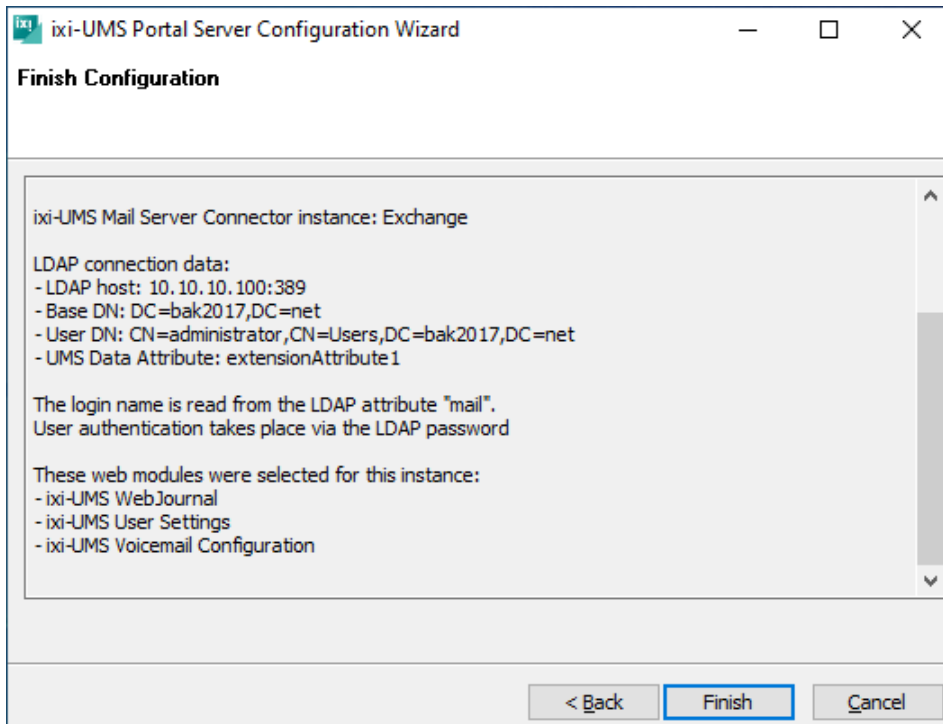 ixi-UMS Portal Server Configuration Wizard
Finish Configuration
ixi-UMS Mail Server Connector instance: Exchange
LDAP connection data:
- LDAP host: 10.10.10.100:389
- Base DN: DC=bak2017,DC=net
- User DN: CN=administrator,CN=Users,DC=bak2017,DC=net
- UMS Data Attribute: extensionAttribute1
The login name is read from the LDAP attribute "mail".
User authentication takes place via the LDAP password
These web modules were selected for this instance:
- ixi-UMS WebJournal
- ixi-UMS User Settings
- ixi-UMS Voicemail Configuration
< Back Finish Cancel